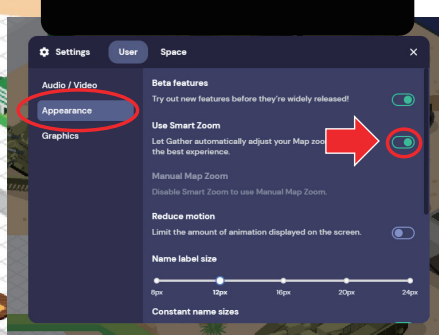 Settings User Space
Audio / Video
Appearance
Graphics
Beta features
Try out new features before they're widely released!
Use Smart Zoom
Let Gather automatically adjust your Map zoo
the best experience.
Manual Map Zoom
Disable Smart Zoom to use Manual Map Zoom.
Reduce motion
Limit the amount of animation displayed on the screen.
Name label size
8px 12px 16px 20px 24px
Constant name sizes